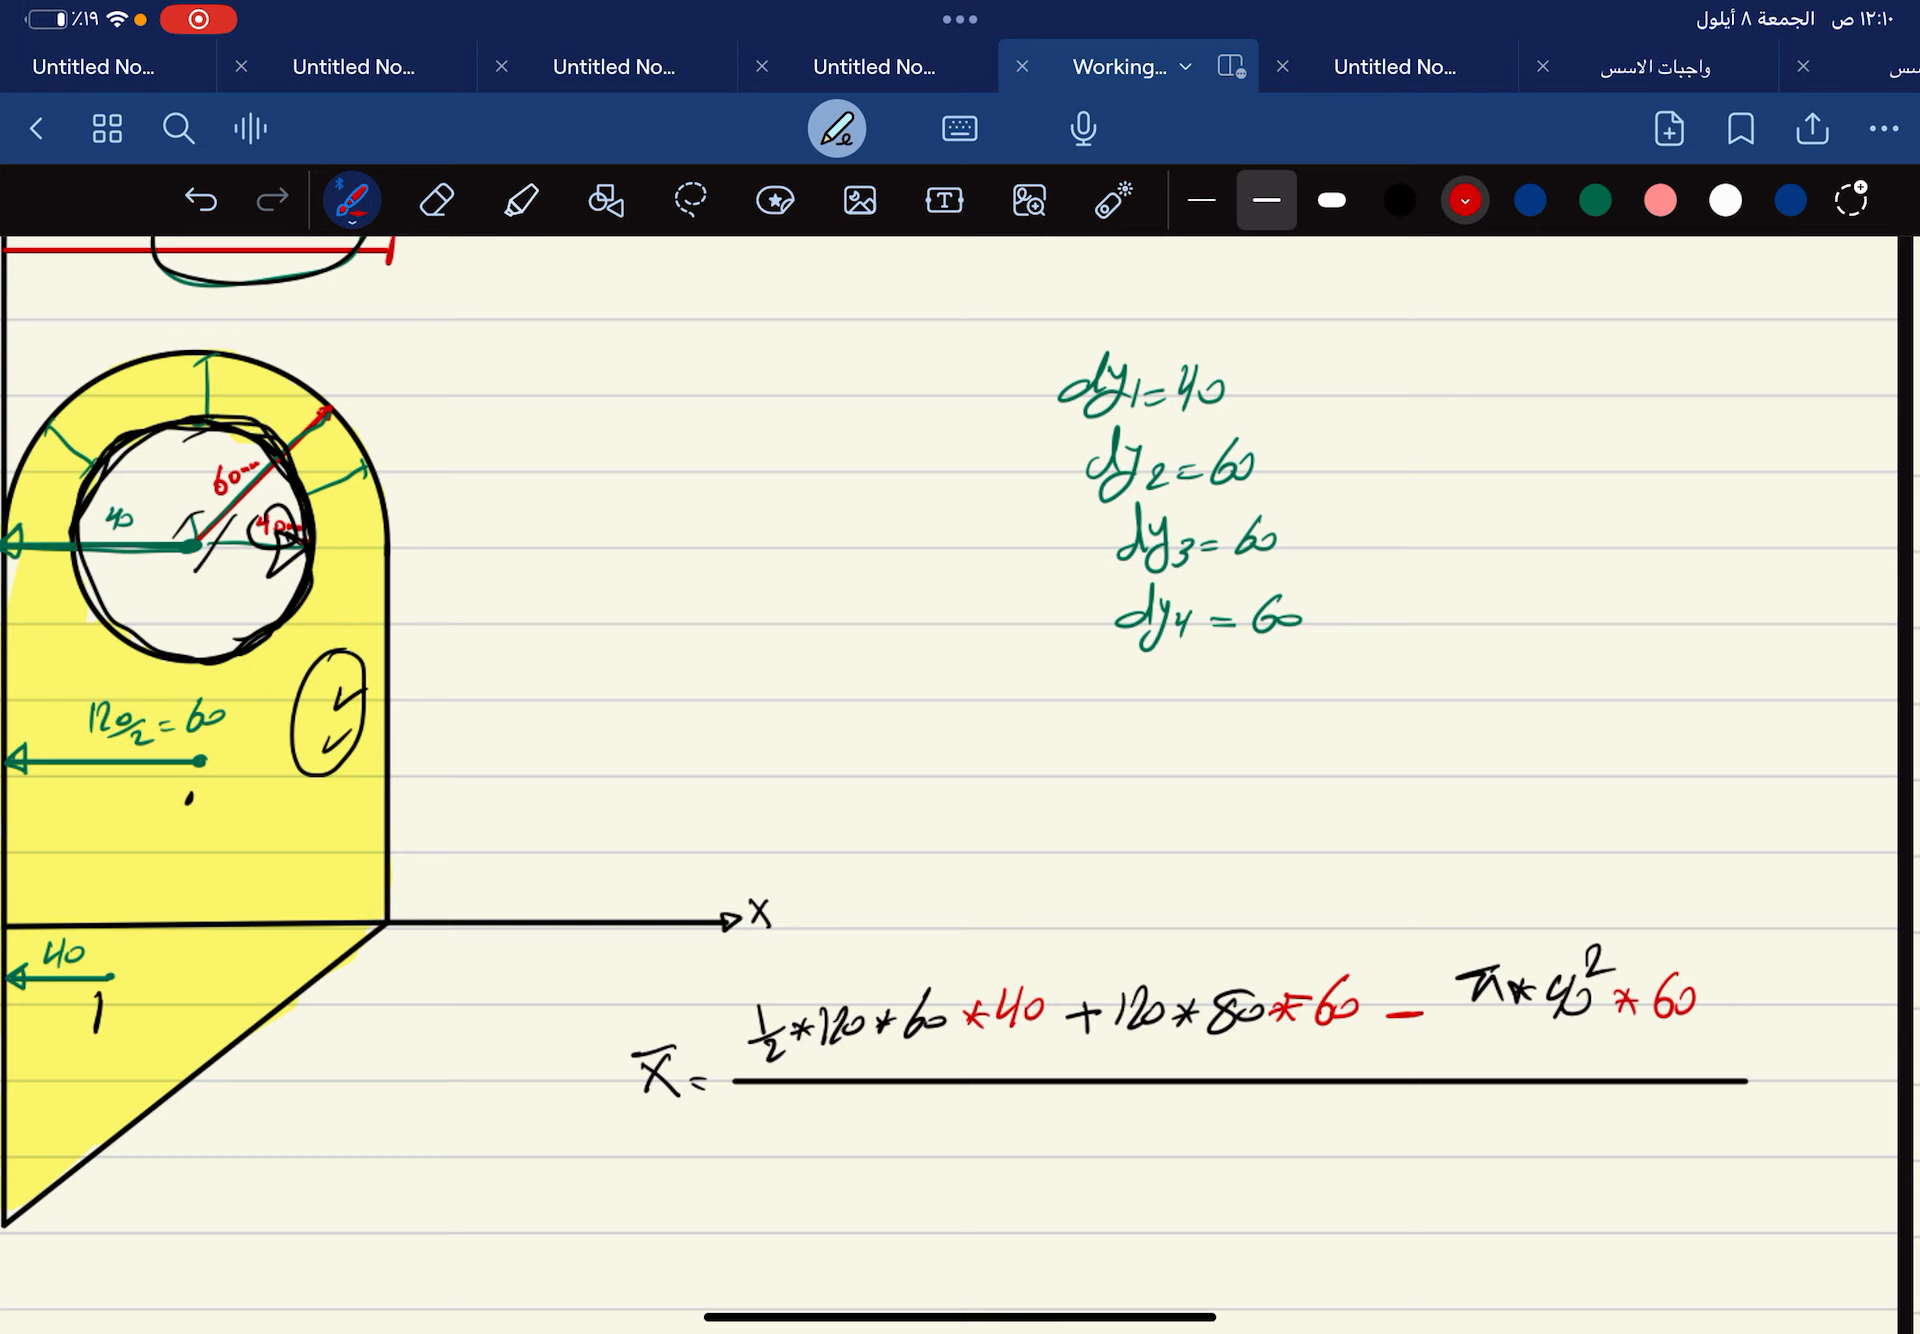 ٪١٩ الجمعة ٨ أيلول ١٢:١٠ ص
Untitled No... Untitled No... Untitled No... Untitled No... Working... Untitled No... واجبات الاسس
dy1=40
dy2=60
dy3=60
dy4=60
60mm
40
40mm
120/2=60
X
40
1
X̄= ½*120*60*40+120*80*60-π*40²*60